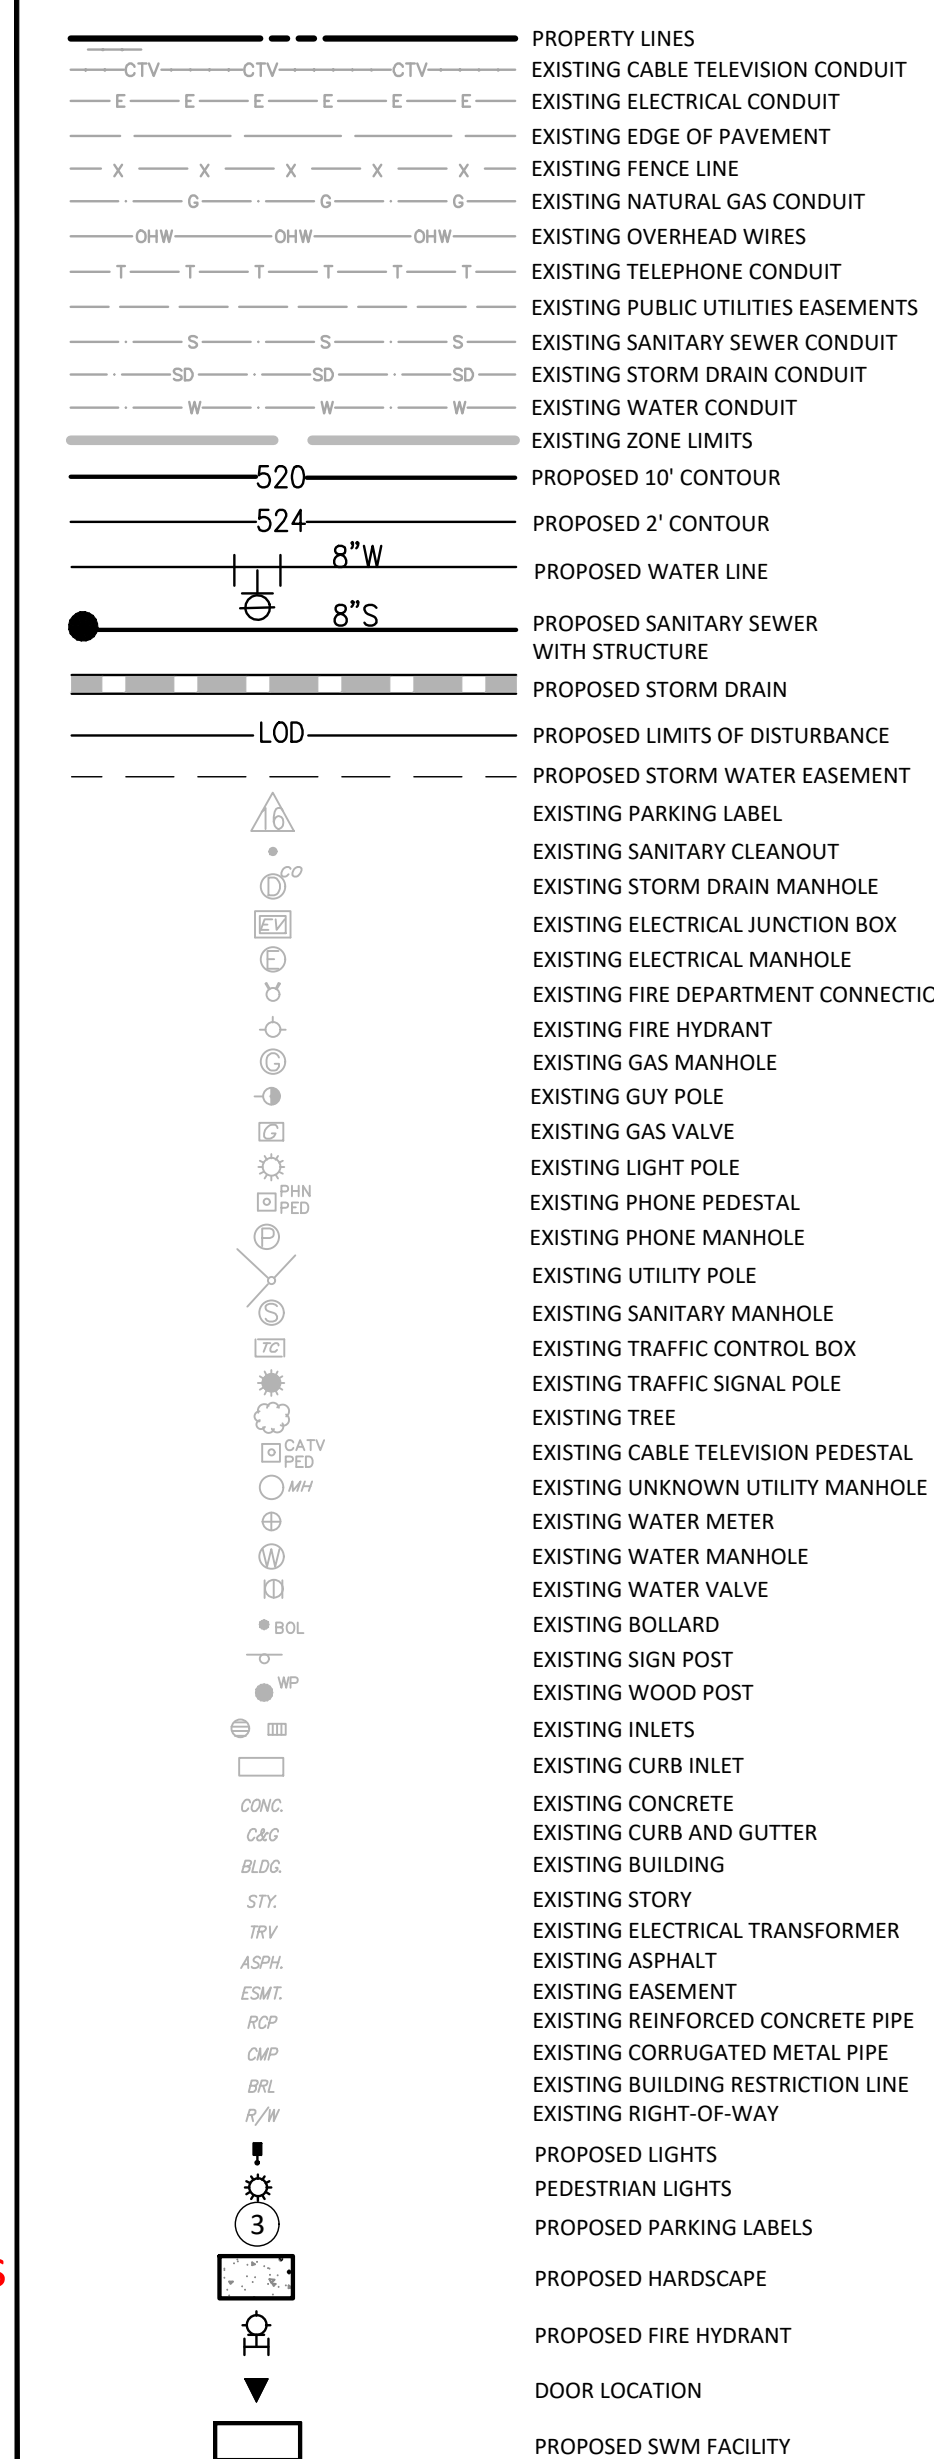 PROPERTY LINES
CTV CTV CTV EXISTING CABLE TELEVISION CONDUIT
E E E E E E EXISTING ELECTRICAL CONDUIT
EXISTING EDGE OF PAVEMENT
X X X X X EXISTING FENCE LINE
G G G EXISTING NATURAL GAS CONDUIT
OHW OHW OHW EXISTING OVERHEAD WIRES
T T T T T T EXISTING TELEPHONE CONDUIT
EXISTING PUBLIC UTILITIES EASEMENTS
S S S EXISTING SANITARY SEWER CONDUIT
SD SD SD EXISTING STORM DRAIN CONDUIT
W W W EXISTING WATER CONDUIT
EXISTING ZONE LIMITS
520 PROPOSED 10' CONTOUR
524 PROPOSED 2' CONTOUR
8"W PROPOSED WATER LINE
8"S PROPOSED SANITARY SEWER
WITH STRUCTURE
PROPOSED STORM DRAIN
LOD PROPOSED LIMITS OF DISTURBANCE
PROPOSED STORM WATER EASEMENT
16 EXISTING PARKING LABEL
EXISTING SANITARY CLEANOUT
CO
D EXISTING STORM DRAIN MANHOLE
EV EXISTING ELECTRICAL JUNCTION BOX
E EXISTING ELECTRICAL MANHOLE
EXISTING FIRE DEPARTMENT CONNECTIO
EXISTING FIRE HYDRANT
G EXISTING GAS MANHOLE
EXISTING GUY POLE
G EXISTING GAS VALVE
EXISTING LIGHT POLE
PHN
PED EXISTING PHONE PEDESTAL
P EXISTING PHONE MANHOLE
EXISTING UTILITY POLE
S EXISTING SANITARY MANHOLE
TC EXISTING TRAFFIC CONTROL BOX
EXISTING TRAFFIC SIGNAL POLE
EXISTING TREE
CATV
PED EXISTING CABLE TELEVISION PEDESTAL
MH EXISTING UNKNOWN UTILITY MANHOLE
EXISTING WATER METER
W EXISTING WATER MANHOLE
EXISTING WATER VALVE
BOL EXISTING BOLLARD
EXISTING SIGN POST
WP EXISTING WOOD POST
EXISTING INLETS
EXISTING CURB INLET
CONC. EXISTING CONCRETE
C&G EXISTING CURB AND GUTTER
BLDG. EXISTING BUILDING
STY. EXISTING STORY
TRV EXISTING ELECTRICAL TRANSFORMER
ASPH. EXISTING ASPHALT
ESMT. EXISTING EASEMENT
RCP EXISTING REINFORCED CONCRETE PIPE
CMP EXISTING CORRUGATED METAL PIPE
BRL EXISTING BUILDING RESTRICTION LINE
R/W EXISTING RIGHT-OF-WAY
PROPOSED LIGHTS
PEDESTRIAN LIGHTS
3 PROPOSED PARKING LABELS
S PROPOSED HARDSCAPE
PROPOSED FIRE HYDRANT
DOOR LOCATION
PROPOSED SWM FACILITY